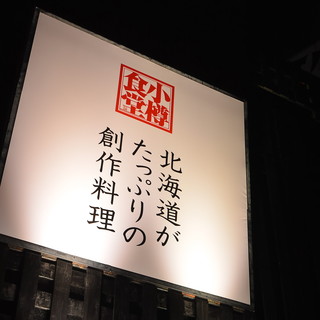 小樽
食堂
北海道が
たっぷりの
創作料理